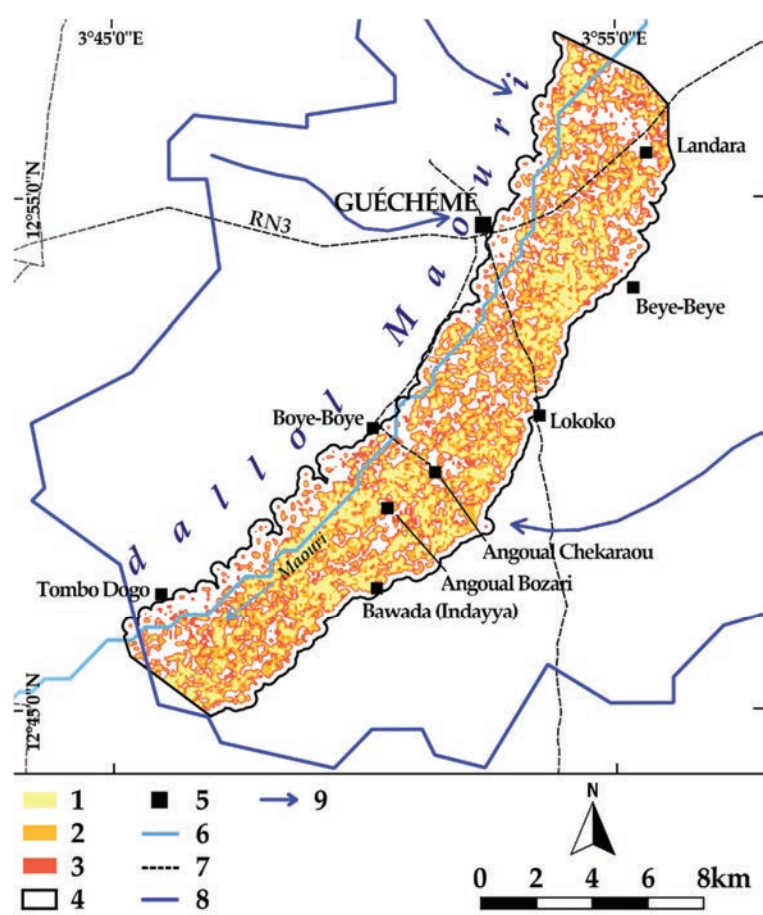 3°45'0"E
3°55'0"E
Landara
GUÉCHÉMÉ
12°55'0"N
RN3
Beye-Beye
dallol Maouri
Boye-Boye
Lokoko
Angoual Chekaraou
Maouri
Angoual Bozari
Tombo Dogo
Bawada (Indayya)
12°45'0"N
1 5 9
2 6
3 7
4 8
N
0 2 4 6 8km